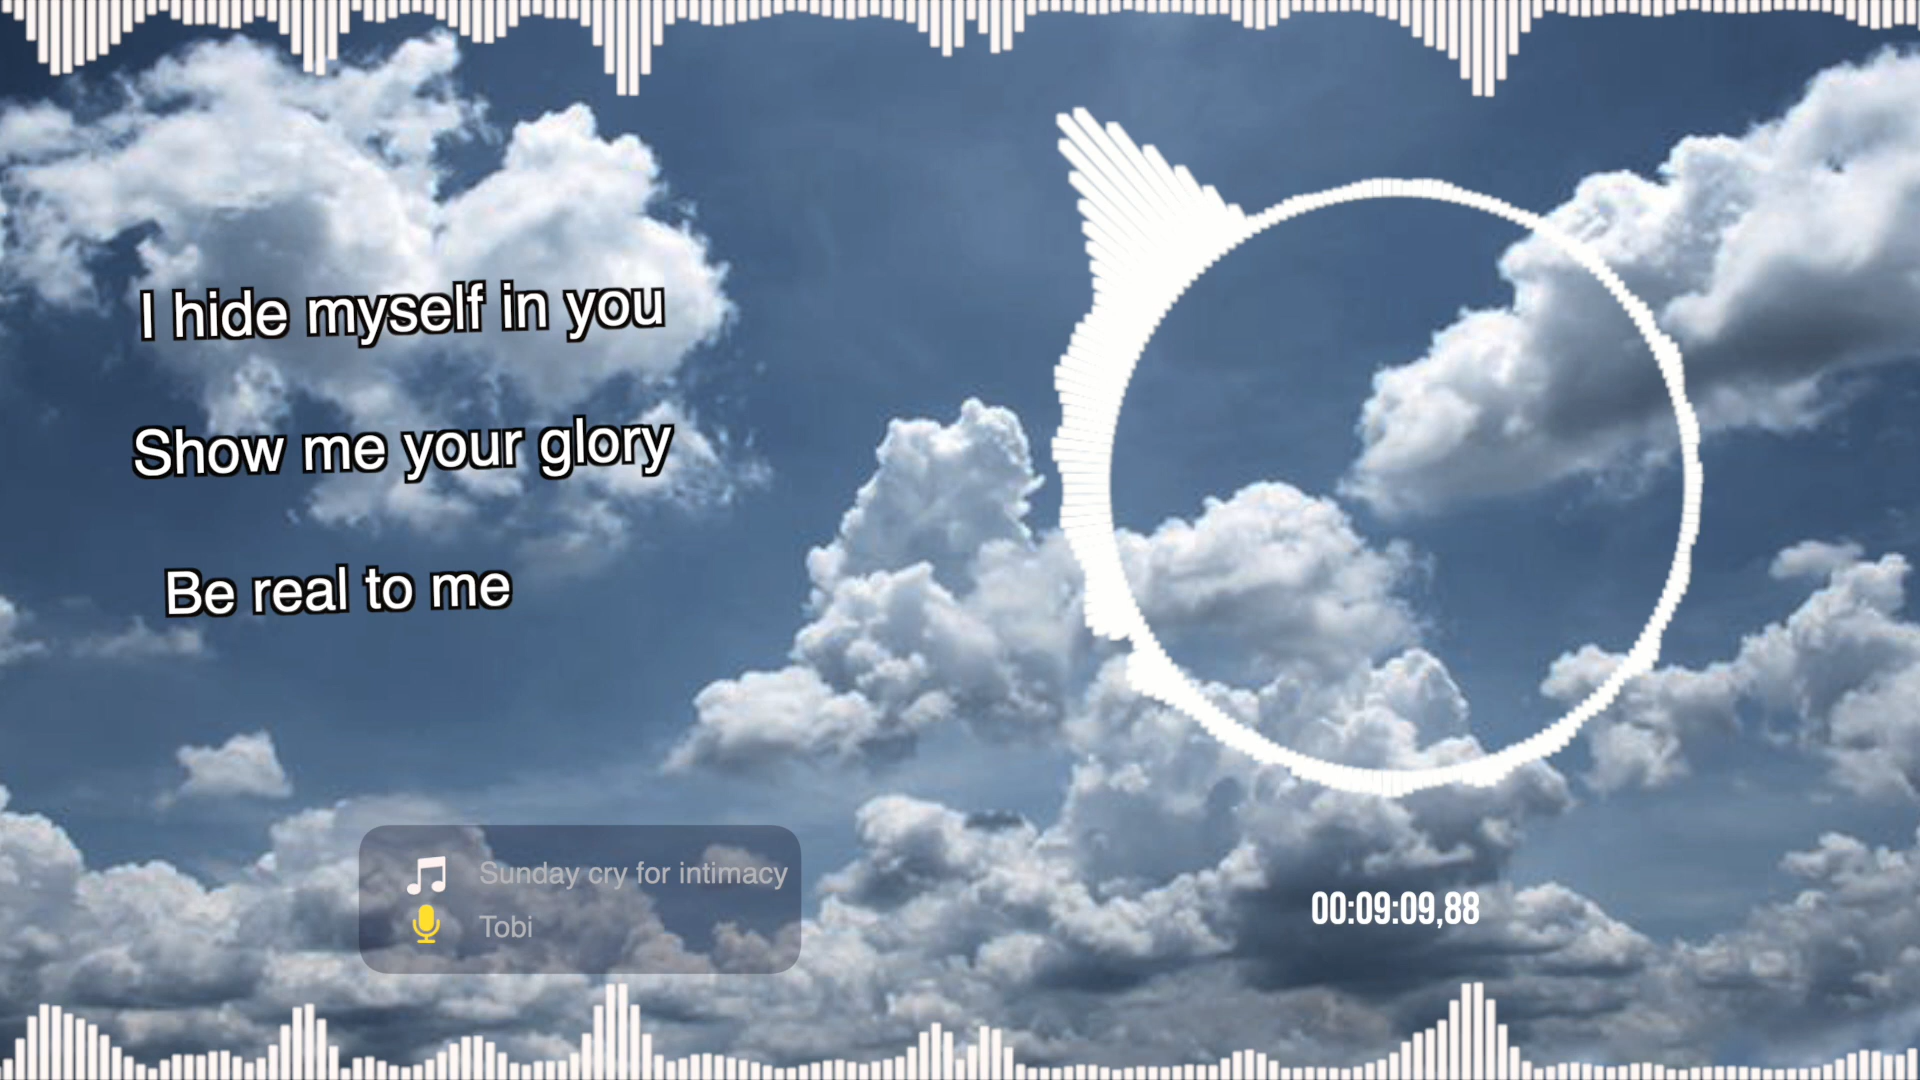 I hide myself in you
Show me your glory
Be real to me
Sunday cry for intimacy
Tobi
00:09:09,88